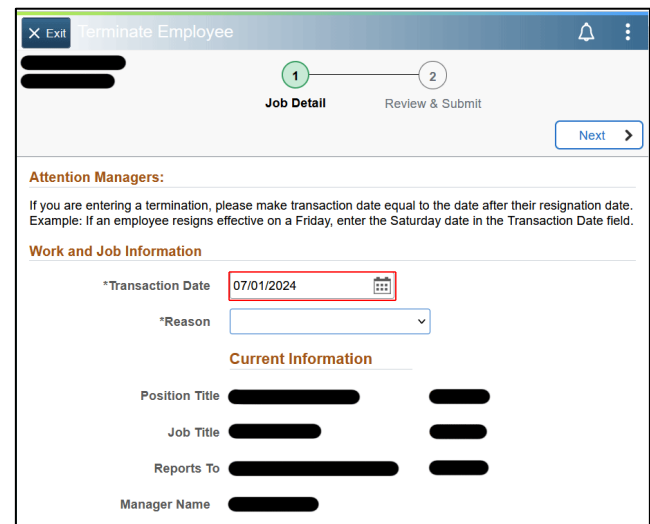 Exit Terminate Employee
1 2
Job Detail Review & Submit
Next
Attention Managers:
If you are entering a termination, please make transaction date equal to the date after their resignation date.
Example: If an employee resigns effective on a Friday, enter the Saturday date in the Transaction Date field.
Work and Job Information
*Transaction Date 07/01/2024
*Reason
Current Information
Position Title
Job Title
Reports To
Manager Name